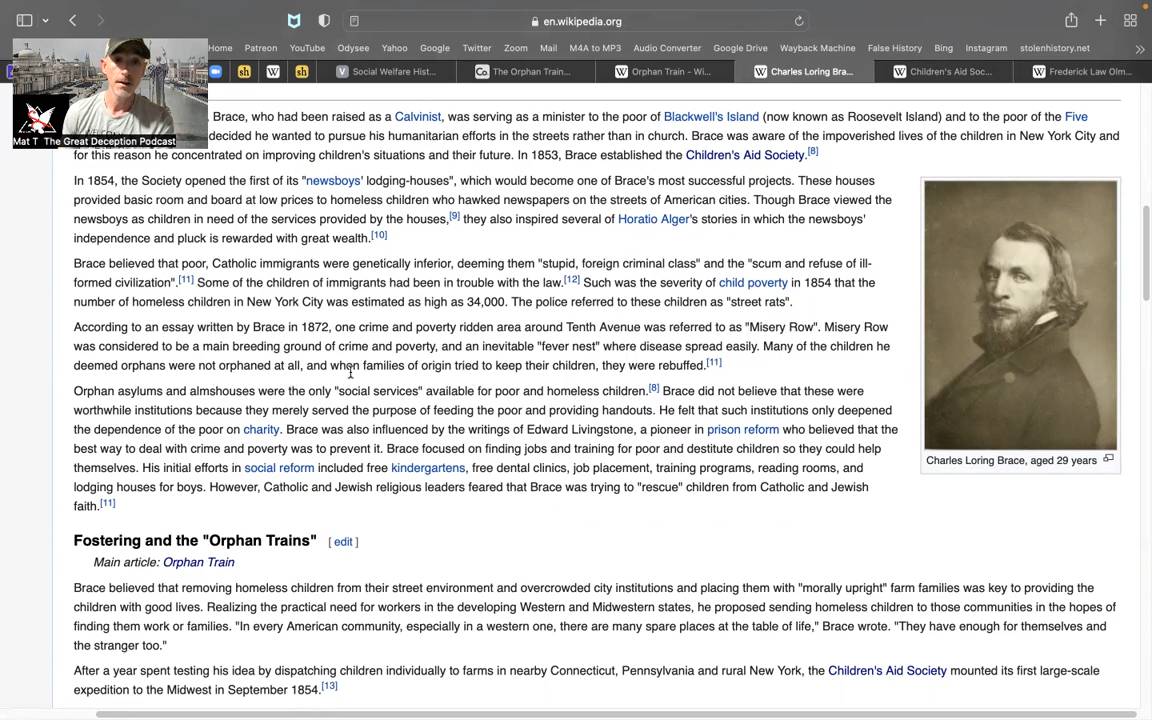 en.wikipedia.org
Home Patreon YouTube Odysee Yahoo Google Twitter Zoom Mail M4A to MP3 Audio Converter Google Drive Wayback Machine False History Bing Instagram stolenhistory.net
sh W sh V Social Welfare Hist... Co. The Orphan Train... W Orphan Train - Wi... W Charles Loring Bra... W Children's Aid Soc... W Frederick Law Olm...
Mat T The Great Deception Podcast
Brace, who had been raised as a Calvinist, was serving as a minister to the poor of Blackwell's Island (now known as Roosevelt Island) and to the poor of the Five
decided he wanted to pursue his humanitarian efforts in the streets rather than in church. Brace was aware of the impoverished lives of the children in New York City and
for this reason he concentrated on improving children's situations and their future. In 1853, Brace established the Children's Aid Society.[8]
In 1854, the Society opened the first of its "newsboys' lodging-houses", which would become one of Brace's most successful projects. These houses
provided basic room and board at low prices to homeless children who hawked newspapers on the streets of American cities. Though Brace viewed the
newsboys as children in need of the services provided by the houses,[9] they also inspired several of Horatio Alger's stories in which the newsboys'
independence and pluck is rewarded with great wealth.[10]
Brace believed that poor, Catholic immigrants were genetically inferior, deeming them "stupid, foreign criminal class" and the "scum and refuse of ill-
formed civilization".[11] Some of the children of immigrants had been in trouble with the law.[12] Such was the severity of child poverty in 1854 that the
number of homeless children in New York City was estimated as high as 34,000. The police referred to these children as "street rats".
According to an essay written by Brace in 1872, one crime and poverty ridden area around Tenth Avenue was referred to as "Misery Row". Misery Row
was considered to be a main breeding ground of crime and poverty, and an inevitable "fever nest" where disease spread easily. Many of the children he
deemed orphans were not orphaned at all, and when families of origin tried to keep their children, they were rebuffed.[11]
Orphan asylums and almshouses were the only "social services" available for poor and homeless children.[8] Brace did not believe that these were
worthwhile institutions because they merely served the purpose of feeding the poor and providing handouts. He felt that such institutions only deepened
the dependence of the poor on charity. Brace was also influenced by the writings of Edward Livingstone, a pioneer in prison reform who believed that the
best way to deal with crime and poverty was to prevent it. Brace focused on finding jobs and training for poor and destitute children so they could help
themselves. His initial efforts in social reform included free kindergartens, free dental clinics, job placement, training programs, reading rooms, and
lodging houses for boys. However, Catholic and Jewish religious leaders feared that Brace was trying to "rescue" children from Catholic and Jewish
faith.[11]
Charles Loring Brace, aged 29 years
Fostering and the "Orphan Trains" [ edit ]
Main article: Orphan Train
Brace believed that removing homeless children from their street environment and overcrowded city institutions and placing them with "morally upright" farm families was key to providing the
children with good lives. Realizing the practical need for workers in the developing Western and Midwestern states, he proposed sending homeless children to those communities in the hopes of
finding them work or families. "In every American community, especially in a western one, there are many spare places at the table of life," Brace wrote. "They have enough for themselves and
the stranger too."
After a year spent testing his idea by dispatching children individually to farms in nearby Connecticut, Pennsylvania and rural New York, the Children's Aid Society mounted its first large-scale
expedition to the Midwest in September 1854.[13]